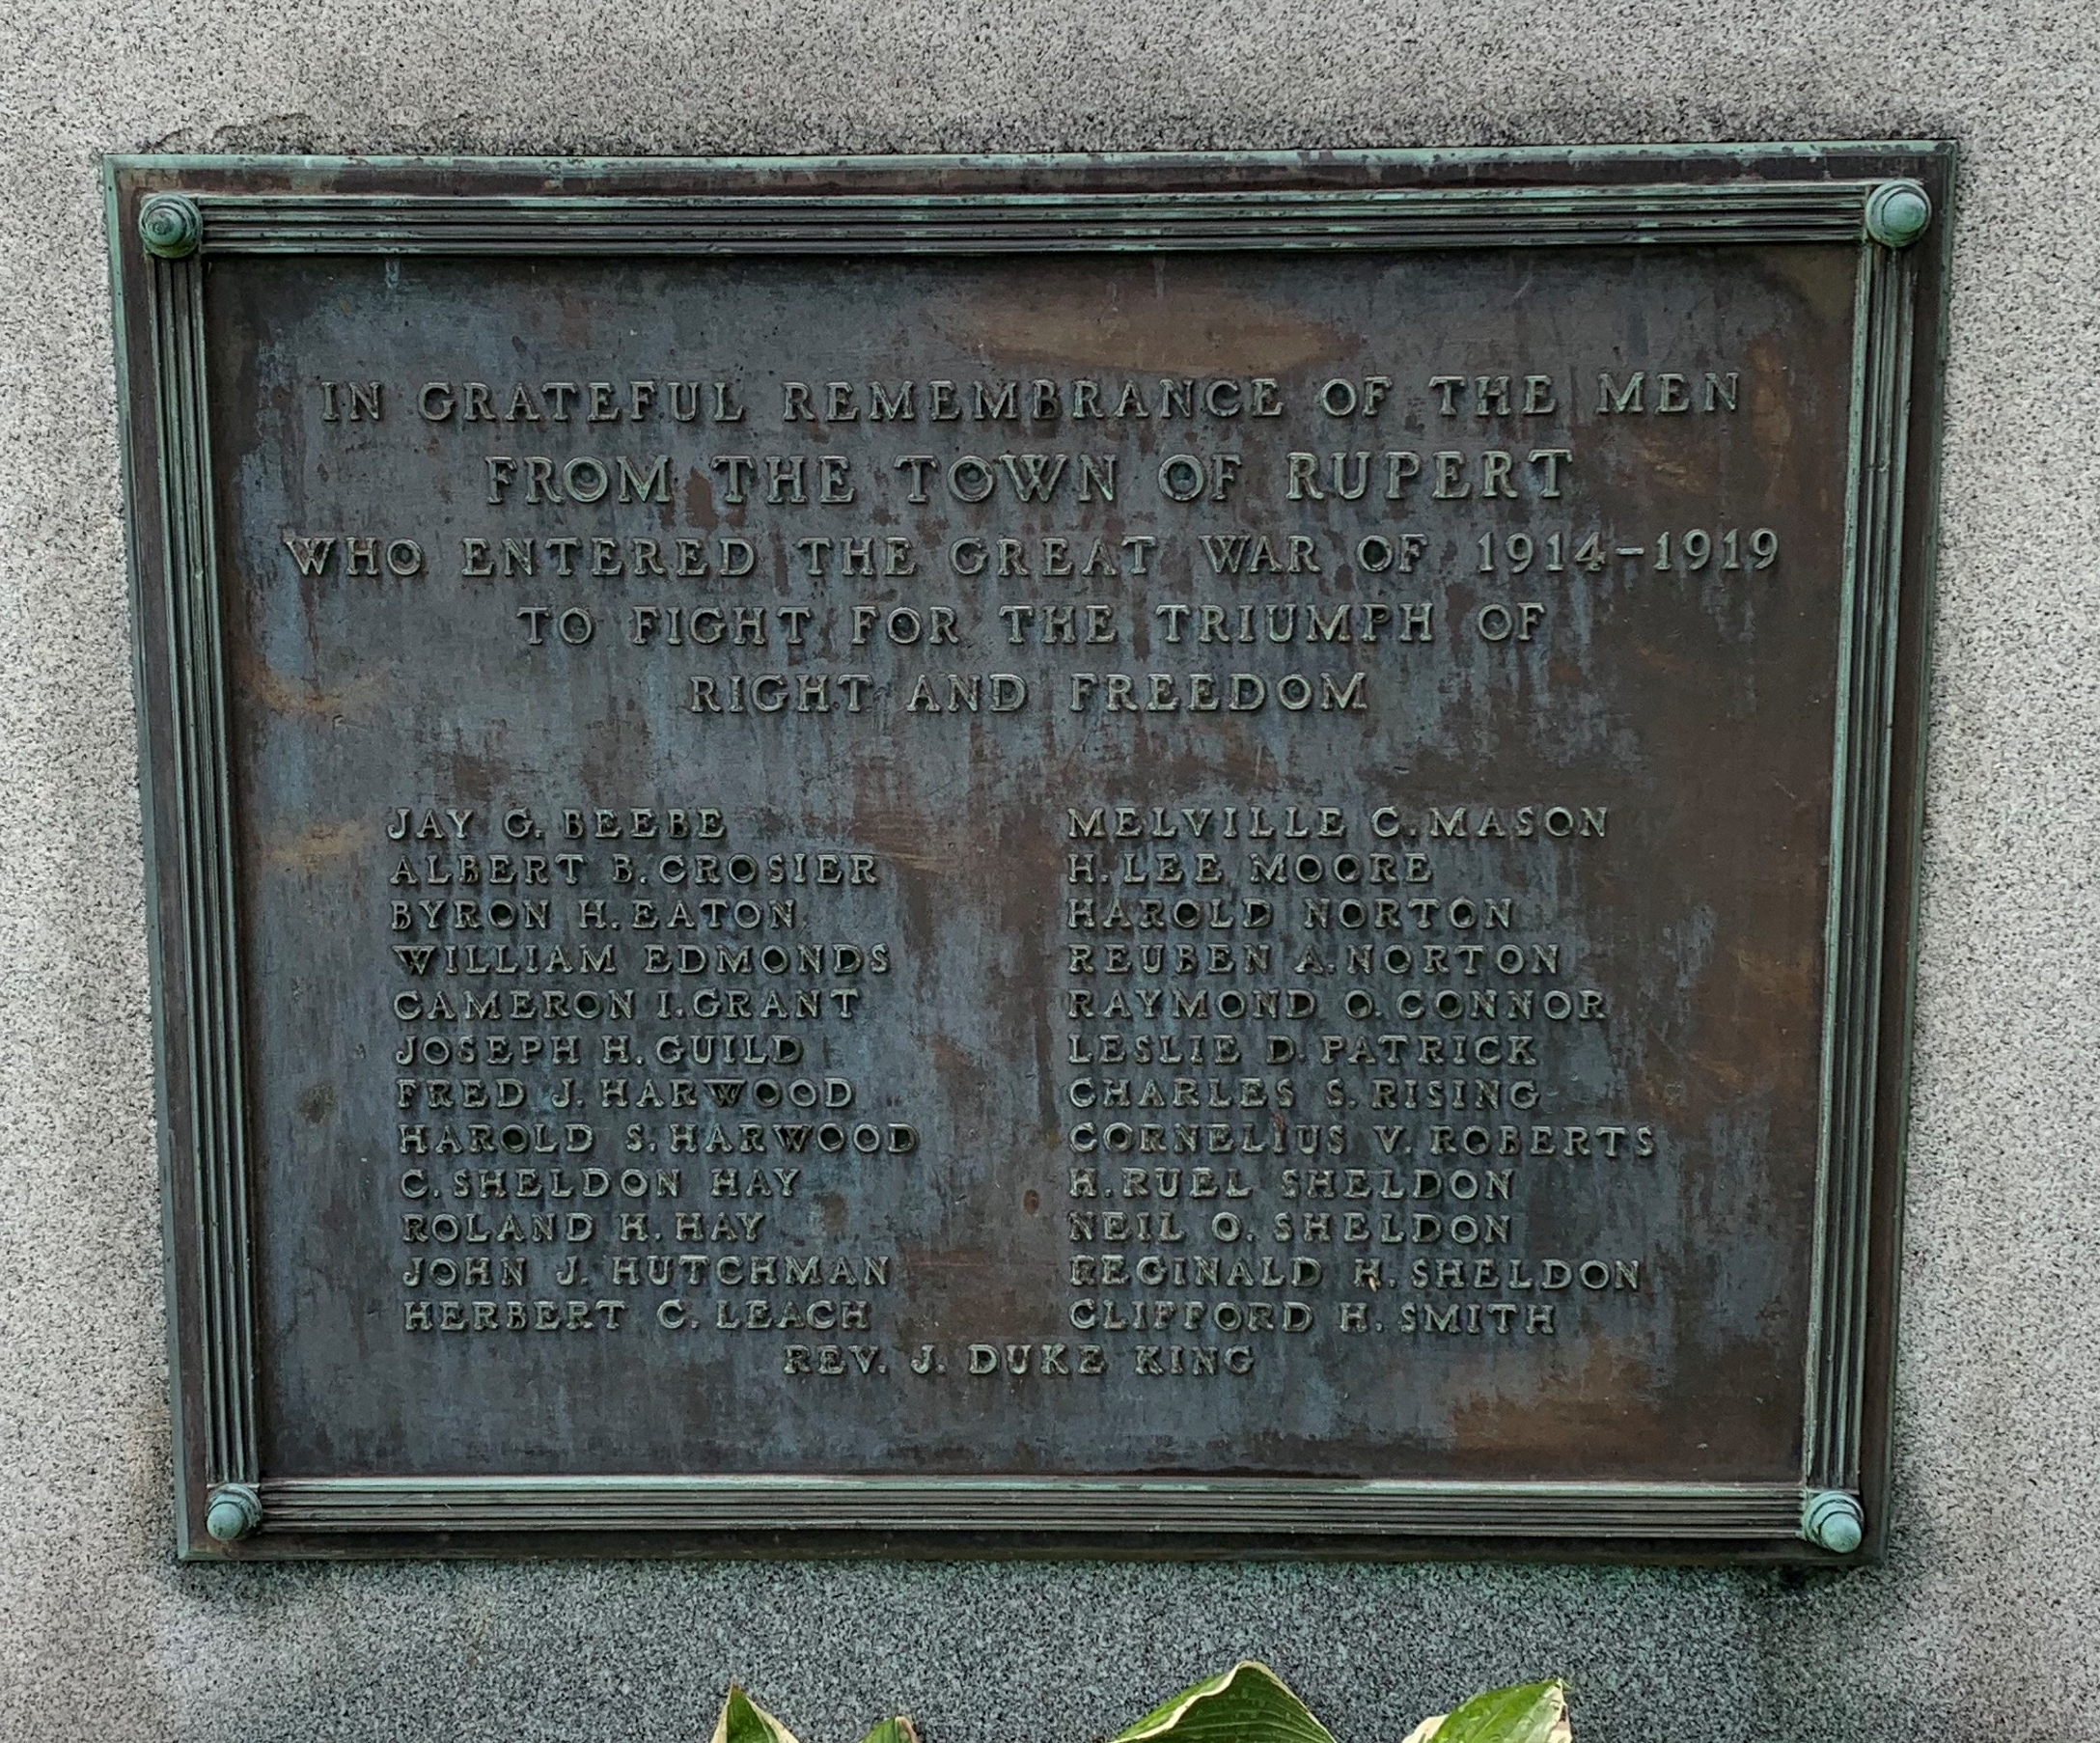 IN GRATEFUL REMEMBRANCE OF THE MEN
FROM THE TOWN OF RUPERT
WHO ENTERED THE GREAT WAR OF 1914-1919
TO FIGHT FOR THE TRIUMPH OF
RIGHT AND FREEDOM
JAY G. BEEBE
ALBERT B. CROSIER
BYRON H. EATON
WILLIAM EDMONDS
CAMERON I. GRANT
JOSEPH H. GUILD
FRED J. HARWOOD
HAROLD S. HARWOOD
C. SHELDON HAY
ROLAND H. HAY
JOHN J. HUTCHMAN
HERBERT C. LEACH
MELVILLE C. MASON
H. LEE MOORE
HAROLD NORTON
REUBEN A. NORTON
RAYMOND O. CONNOR
LESLIE D. PATRICK
CHARLES S. RISING
CORNELIUS V. ROBERTS
H. RUEL SHELDON
NEIL O. SHELDON
REGINALD H. SHELDON
CLIFFORD H. SMITH
REV. J. DUKE KING